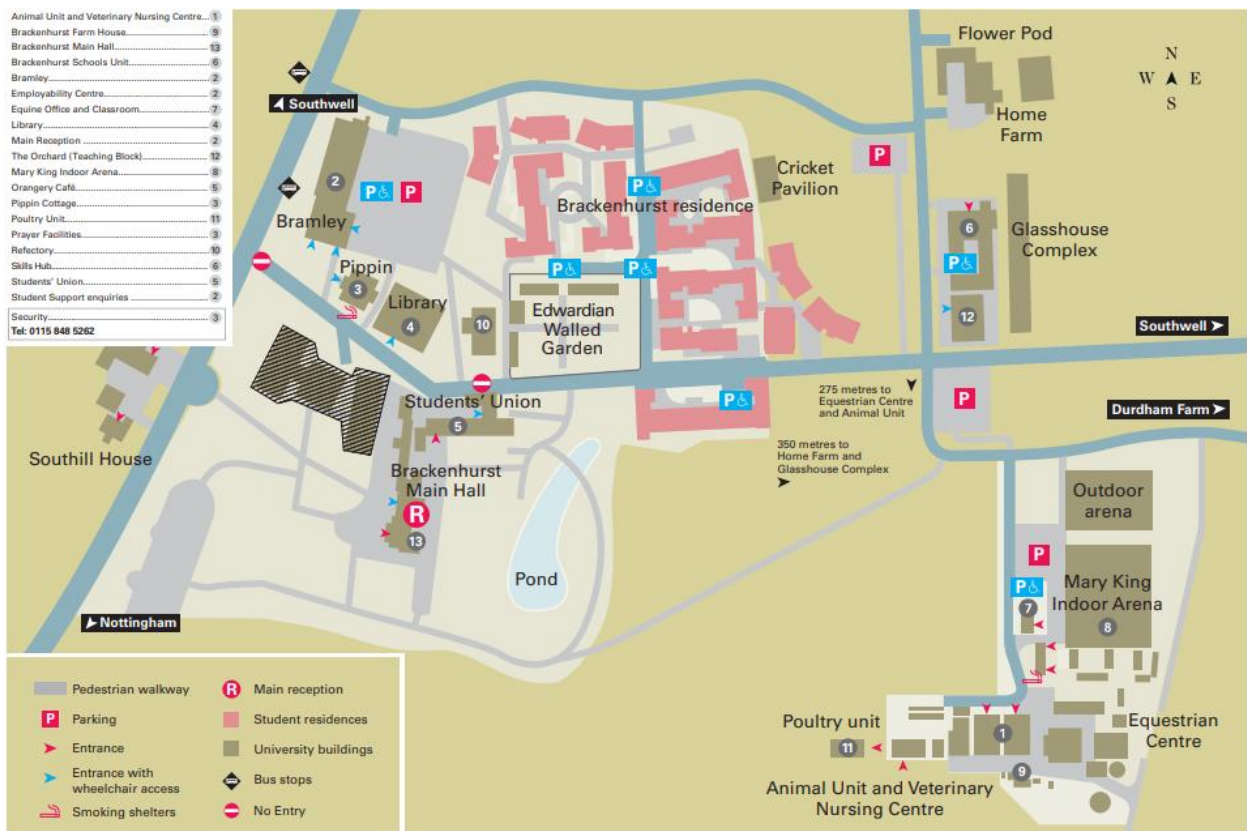 Animal Unit and Veterinary Nursing Centre...1
Brackenhurst Farm House...9
Brackenhurst Main Hall...13
Brackenhurst Schools Unit...6
Bramley...2
Employability Centre...2
Equine Office and Classroom...7
Library...4
Main Reception...2
The Orchard (Teaching Block)...12
Mary King Indoor Arena...8
Orangery Café...5
Pippin Cottage...3
Poultry Unit...11
Prayer Facilities...3
Refectory...10
Skills Hub...6
Students' Union...5
Student Support enquiries...2
Security...3
Tel: 0115 848 5262
Southwell
Flower Pod
N
W E
S
Home
Farm
P
Cricket
Pavilion
2
P
P
P
Brackenhurst residence
Bramley
6
Glasshouse
Complex
P
Pippin
3
P
P
Library
4
10
Edwardian
Walled
Garden
12
Southwell
275 metres to
Equestrian Centre
and Animal Unit
P
P
Durdham Farm
Students' Union
5
350 metres to
Home Farm and
Glasshouse Complex
Southill House
Brackenhurst
Main Hall
R
13
Outdoor
arena
P
Pond
P
7
Mary King
Indoor Arena
8
Nottingham
Pedestrian walkway
P
Parking
Entrance
Entrance with
wheelchair access
Smoking shelters
R
Main reception
Student residences
University buildings
Bus stops
No Entry
Poultry unit
11
1
Equestrian
Centre
9
Animal Unit and Veterinary
Nursing Centre